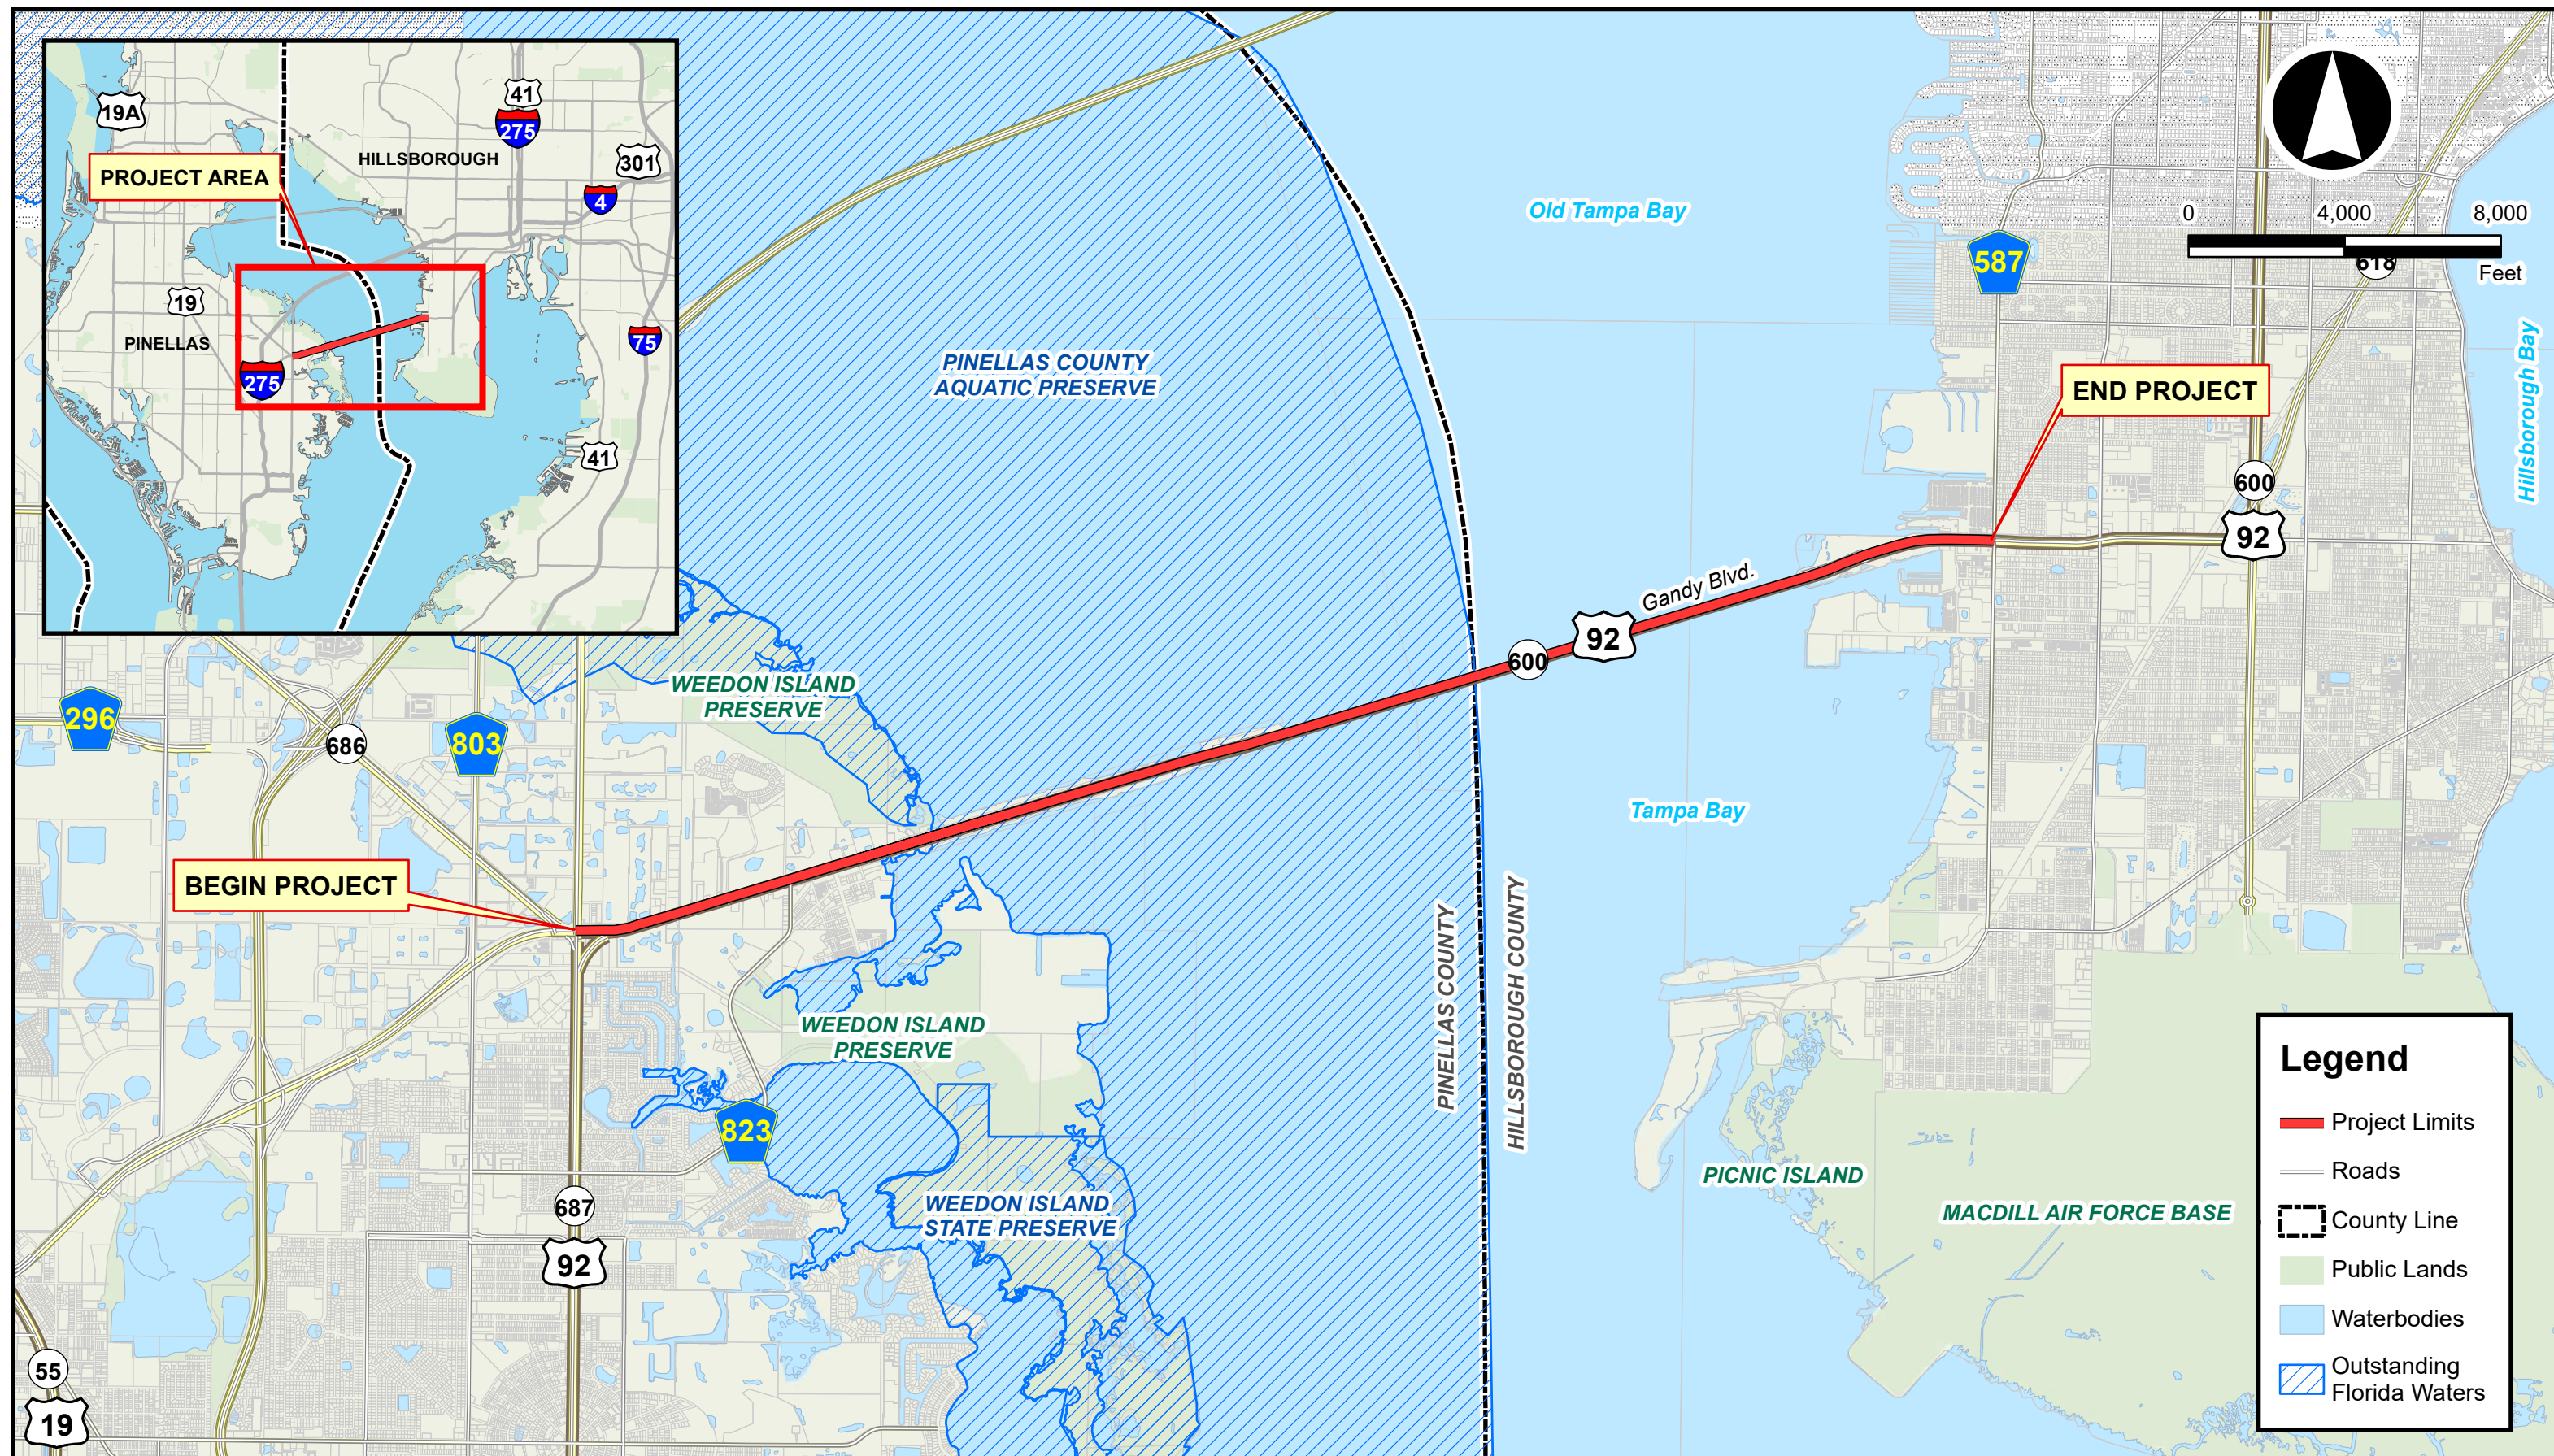 19A
41
275
HILLSBOROUGH
301
PROJECT AREA
4
19
PINELLAS
75
275
41
Old Tampa Bay
0 4,000 8,000
Feet
587
618
PINELLAS COUNTY
AQUATIC PRESERVE
END PROJECT
Hillsborough Bay
600
92
Gandy Blvd.
92
600
WEEDON ISLAND
PRESERVE
296
686
803
Tampa Bay
BEGIN PROJECT
PINELLAS COUNTY
HILLSBOROUGH COUNTY
WEEDON ISLAND
PRESERVE
823
687
92
WEEDON ISLAND
STATE PRESERVE
PICNIC ISLAND
MACDILL AIR FORCE BASE
55
19
Legend
Project Limits
Roads
County Line
Public Lands
Waterbodies
Outstanding
Florida Waters